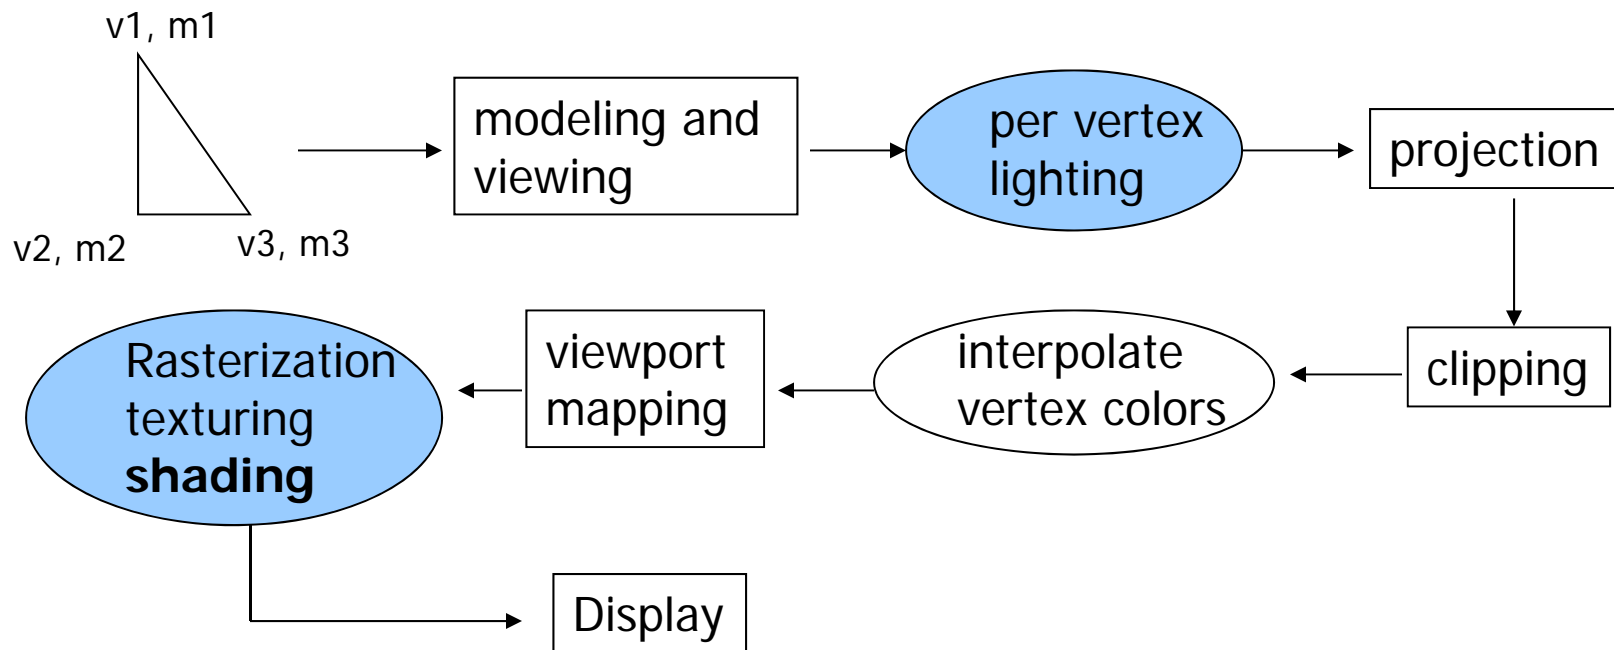 v1, m1
v2, m2
v3, m3
modeling and
viewing
per vertex
lighting
projection
clipping
interpolate
vertex colors
viewport
mapping
Rasterization
texturing
shading
Display